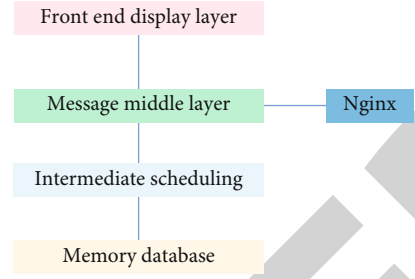 Front end display layer
Message middle layer
Nginx
Intermediate scheduling
Memory database